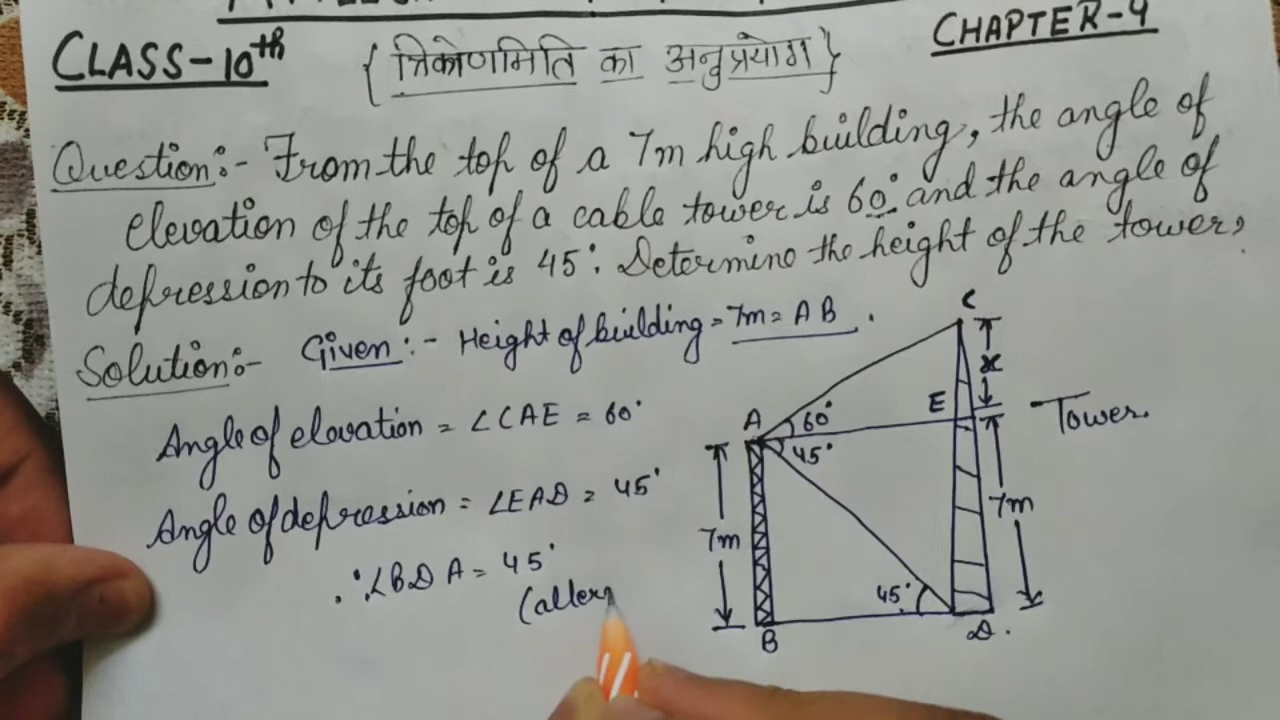 CLASS-10th
{त्रिकोणमिति का अनुप्रयोग}
CHAPTER-4
Question:- From the top of a 7m high building, the angle of
elevation of the top of a cable tower is 60° and the angle of
depression to its foot is 45°. Determine the height of the tower,
Solution:- Given:- Height of building = 7m = AB.
Angle of elevation = ∠CAE = 60°
Angle of depression = ∠EAD = 45°
∴ ∠BDA = 45°
(alter
C
x
E
Tower.
A
60°
45°
7m
7m
45°
B
D.